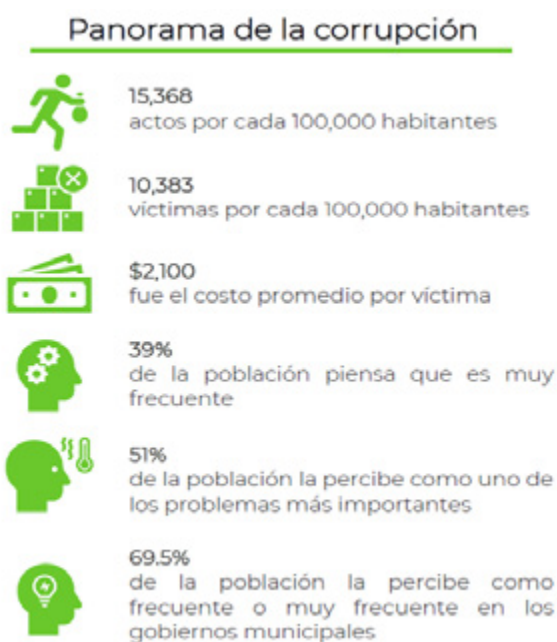 Panorama de la corrupción
15,368
actos por cada 100,000 habitantes
10,383
víctimas por cada 100,000 habitantes
$2,100
fue el costo promedio por víctima
39%
de la población piensa que es muy
frecuente
51%
de la población la percibe como uno de
los problemas más importantes
69.5%
de la población la percibe como
frecuente o muy frecuente en los
gobiernos municipales